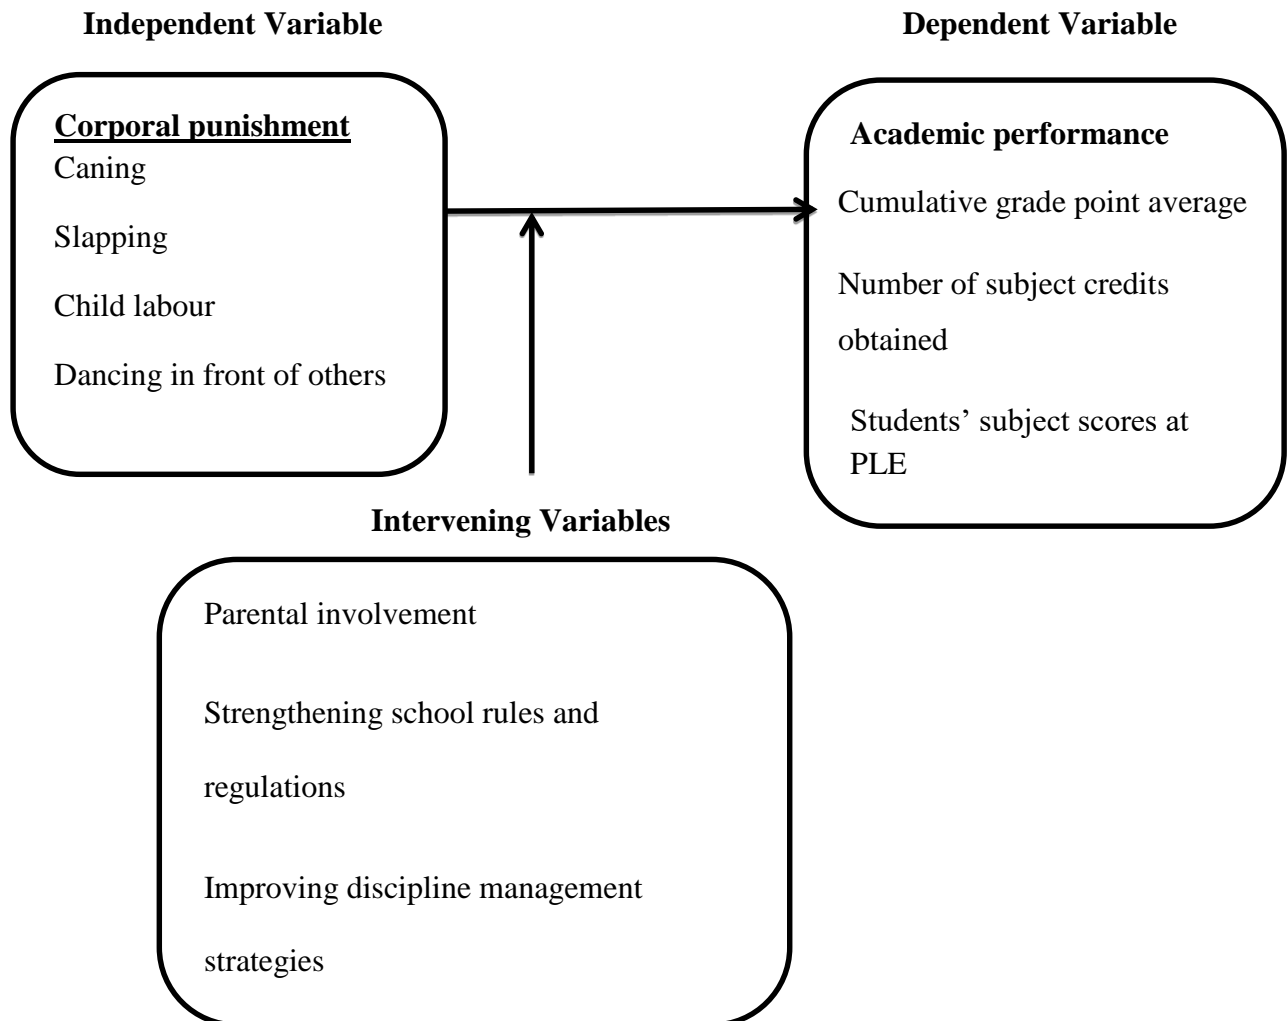 Independent Variable
Dependent Variable
Corporal punishment
Caning
Slapping
Child labour
Dancing in front of others
Academic performance
Cumulative grade point average
Number of subject credits
obtained
Students’ subject scores at
PLE
Intervening Variables
Parental involvement
Strengthening school rules and
regulations
Improving discipline management
strategies